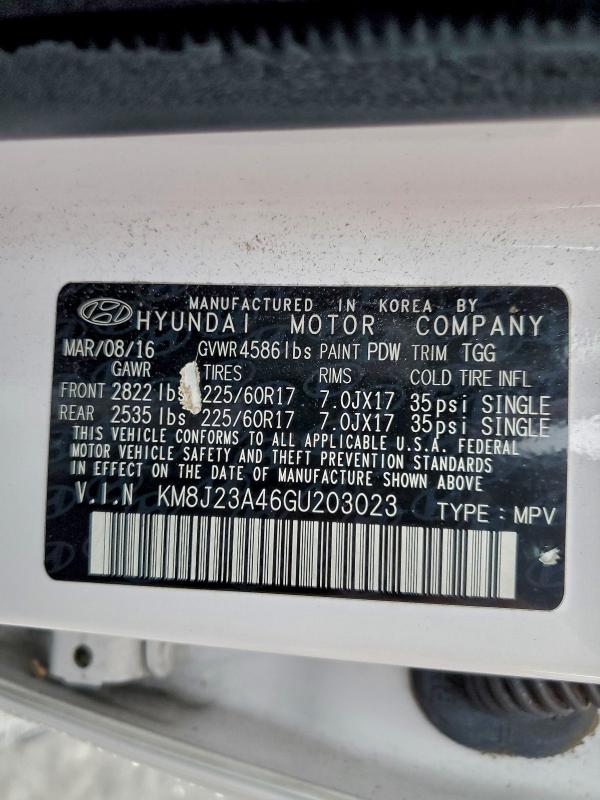 MANUFACTURED IN KOREA BY
HYUNDAI MOTOR COMPANY
MAR/08/16 GVWR 4586lbs PAINT PDW TRIM TGG
GAWR TIRES RIMS COLD TIRE INFL
FRONT 2822 lbs 225/60R17 7.0JX17 35psi SINGLE
REAR 2535 lbs 225/60R17 7.0JX17 35psi SINGLE
THIS VEHICLE CONFORMS TO ALL APPLICABLE U.S.A. FEDERAL
MOTOR VEHICLE SAFETY AND THEFT PREVENTION STANDARDS
IN EFFECT ON THE DATE OF MANUFACTURE SHOWN ABOVE.
V.I.N KM8J23A46GU203023 TYPE : MPV